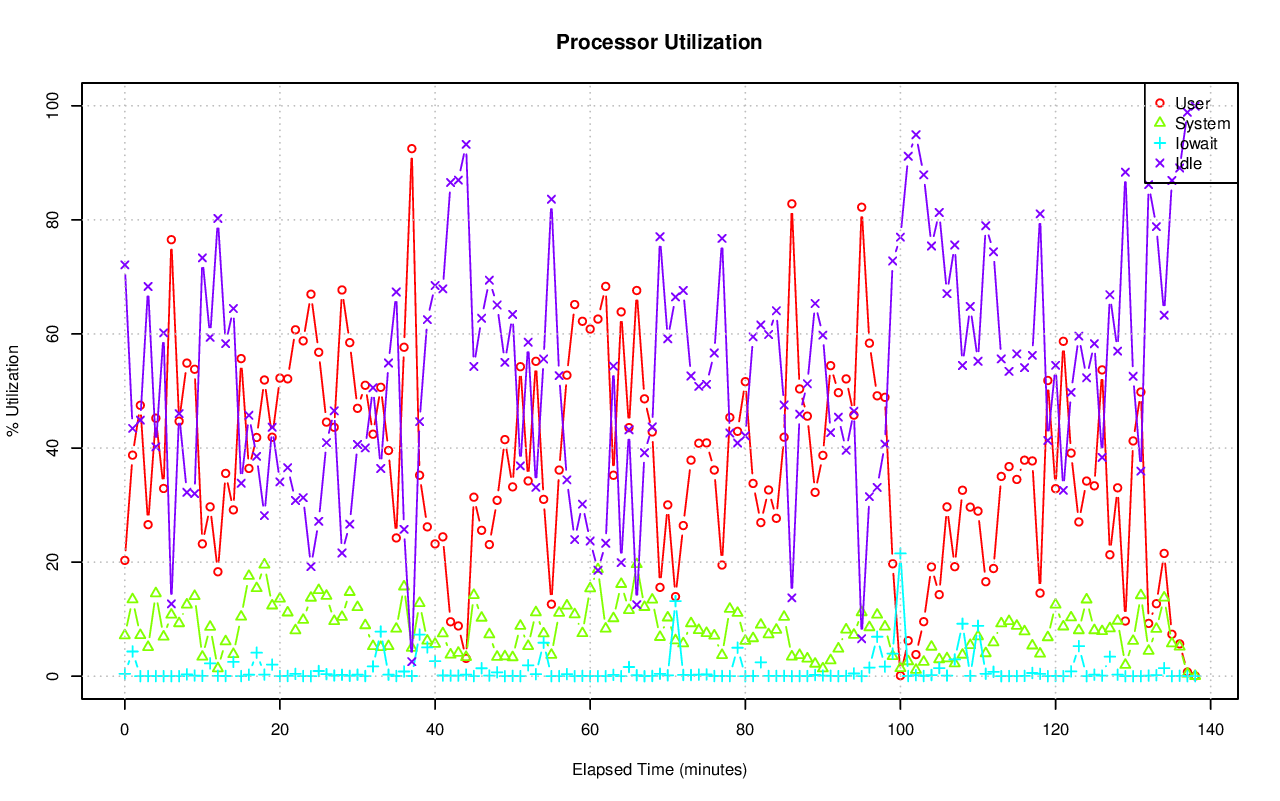 Processor Utilization
100
80
60
40
20
0
% Utilization
User
System
Iowait
Idle
0 20 40 60 80 100 120 140
Elapsed Time (minutes)